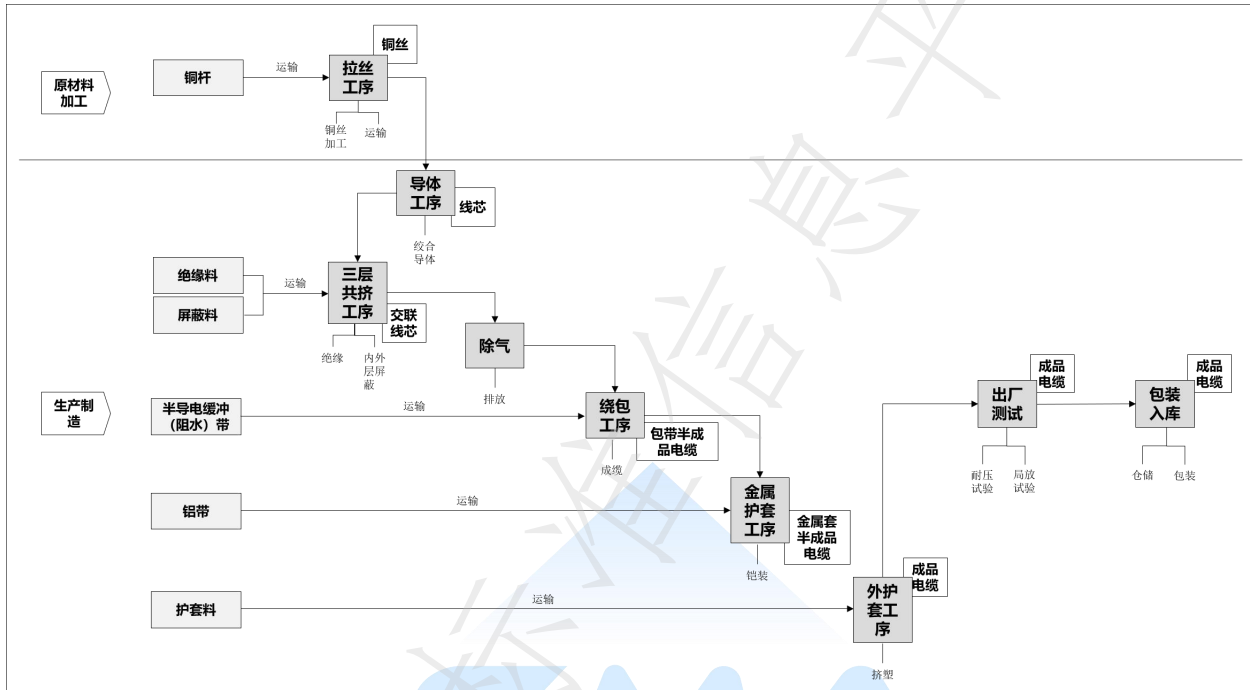 铜丝
铜杆
运输
拉丝
工序
原材料
加工
铜丝
加工
运输
导体
工序
线芯
绞合
导体
绝缘料
屏蔽料
运输
三层
共挤
工序
交联
线芯
绝缘
内外
层屏
蔽
除气
排放
生产制
造
半导电缓冲
（阻水）带
运输
绕包
工序
包带半成
品电缆
成缆
出厂
测试
成品
电缆
耐压
试验
局放
试验
包装
入库
成品
电缆
仓储
包装
铝带
运输
金属
护套
工序
金属套
半成品
电缆
铠装
护套料
运输
外护
套工
序
成品
电缆
挤塑
标准信息平